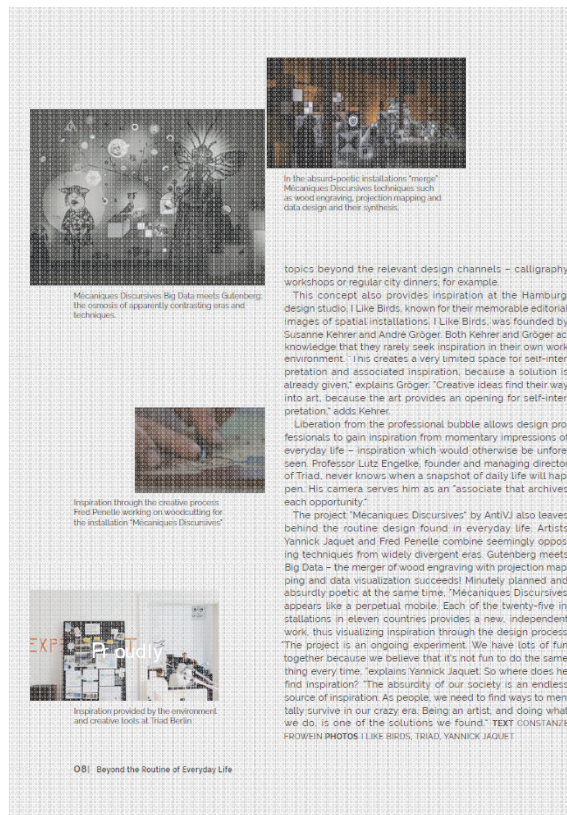 In the absurd-poetic installations "merge"
Mécaniques Discursives techniques such
as wood engraving, projection mapping and
data design and their synthesis.
Mécaniques Discursives Big Data meets Gutenberg:
the osmosis of apparently contrasting eras and
techniques.
Inspiration through the creative process
Fred Penelle working on woodcutting for
the installation "Mécaniques Discursives"
EXP
Proudly
Inspiration provided by the environment
and creative tools at Triad Berlin
topics beyond the relevant design channels – calligraphy
workshops or regular city dinners, for example.
This concept also provides inspiration at the Hamburg
design studio, I Like Birds, known for their memorable editorial
images of spatial installations. I Like Birds, was founded by
Susanne Kehrer and André Gröger. Both Kehrer and Gröger ac
knowledge that they rarely seek inspiration in their own work
environment. "This creates a very limited space for self-inter
pretation and associated inspiration, because a solution is
already given," explains Gröger. "Creative ideas find their way
into art, because the art provides an opening for self-inter
pretation," adds Kehrer.
Liberation from the professional bubble allows design pro
fessionals to gain inspiration from momentary impressions of
everyday life – inspiration which would otherwise be unfore
seen. Professor Lutz Engelke, founder and managing director
of Triad, never knows when a snapshot of daily life will hap
pen. His camera serves him as an "associate that archives
each opportunity."
The project "Mécaniques Discursives" by AntiVJ also leaves
behind the routine design found in everyday life. Artists
Yannick Jaquet and Fred Penelle combine seemingly oppos
ing techniques from widely divergent eras. Gutenberg meets
Big Data – the merger of wood engraving with projection map
ping and data visualization succeeds! Minutely planned and
absurdly poetic at the same time, "Mécaniques Discursives
appears like a perpetual mobile. Each of the twenty-five in
stallations in eleven countries provides a new, independent
work, thus visualizing inspiration through the design process
"The project is an ongoing experiment. We have lots of fun
together because we believe that it's not fun to do the same
thing every time, "explains Yannick Jaquet. So where does he
find inspiration? "The absurdity of our society is an endless
source of inspiration. As people, we need to find ways to men
tally survive in our crazy era. Being an artist, and doing what
we do, is one of the solutions we found." TEXT CONSTANZE
FROWEIN PHOTOS I LIKE BIRDS, TRIAD, YANNICK JAQUET
08| Beyond the Routine of Everyday Life